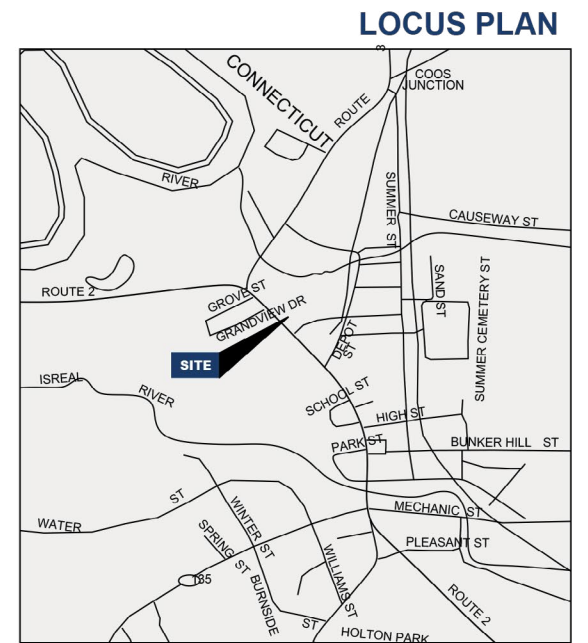 LOCUS PLAN
8
COOS
JUNCTION
CONNECTICUT
ROUTE
RIVER
SUMMER ST
CAUSEWAY ST
ROUTE 2
GROVE ST
GRANDVIEW DR
SAND ST
SUMMER CEMETERY ST
DEPOT
ST
SITE
ISREAL
RIVER
SCHOOL ST
HIGH ST
PARK ST
BUNKER HILL ST
WATER
ST
WINTER ST
SPRING ST
BURNSIDE
ST
135
WILLIAMS ST
MECHANIC ST
PLEASANT ST
ROUTE 2
HOLTON PARK